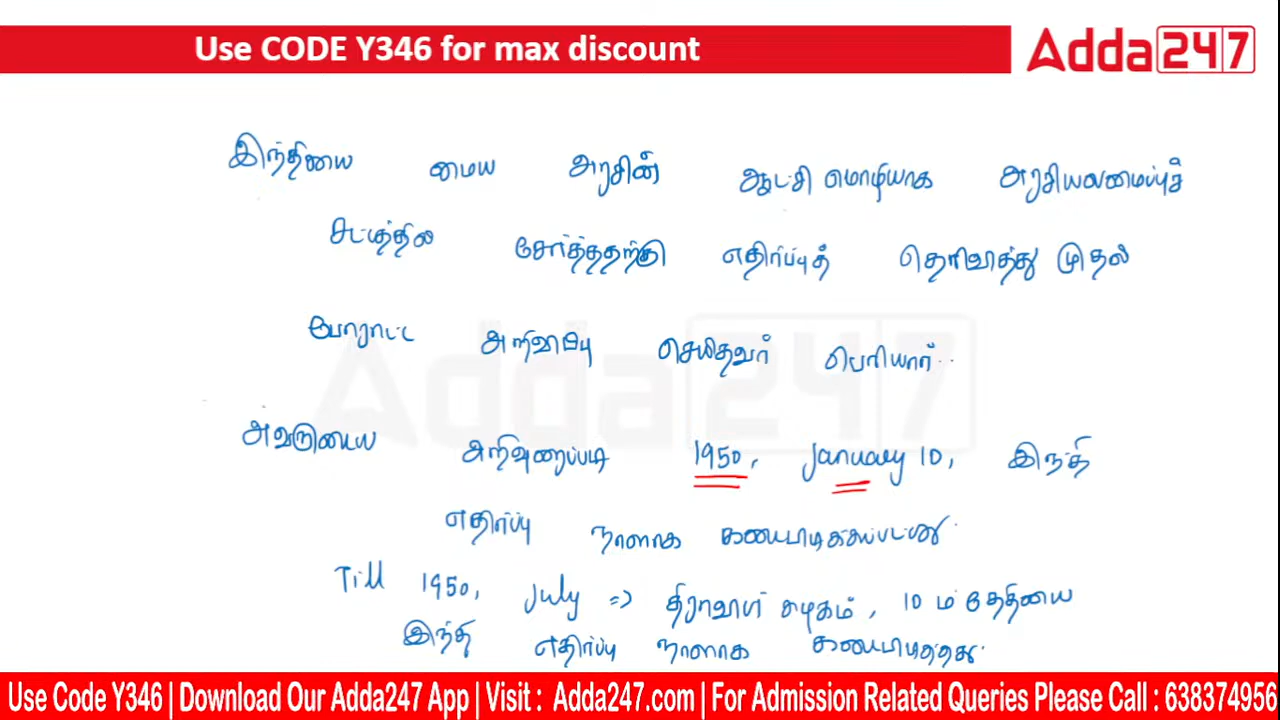 Use CODE Y346 for max discount
Adda247
இந்தியை மைய அரசின் ஆட்சி மொழியாக அரசியலமைப்புச்
சட்டத்தில் சேர்த்ததற்கு எதிர்ப்புத் தெரிவித்து முதல்
போராட்ட அறிவிப்பு செய்தவர் பெரியார்.
அவருடைய அறிவுரைப்படி 1950, January 10, இந்தி
எதிர்ப்பு நாளாக கடைபிடிக்கப்பட்டது.
Till 1950, July => திராவிடர் கழகம், 10 ம் தேதியை
இந்தி எதிர்ப்பு நாளாக கடைபிடித்தது.
Use Code Y346 | Download Our Adda247 App | Visit : Adda247.com | For Admission Related Queries Please Call : 638374956